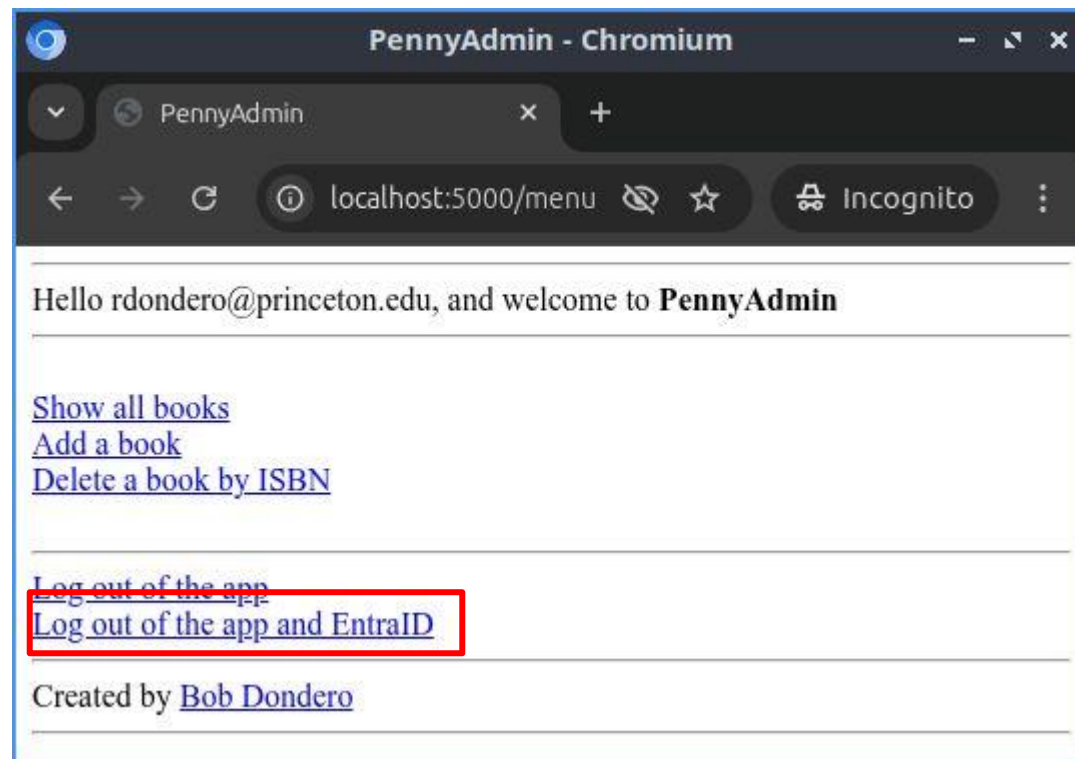 PennyAdmin - Chromium
PennyAdmin
localhost:5000/menu Incognito
Hello rdondero@princeton.edu, and welcome to PennyAdmin
Show all books
Add a book
Delete a book by ISBN
Log out of the app
Log out of the app and EntraID
Created by Bob Dondero